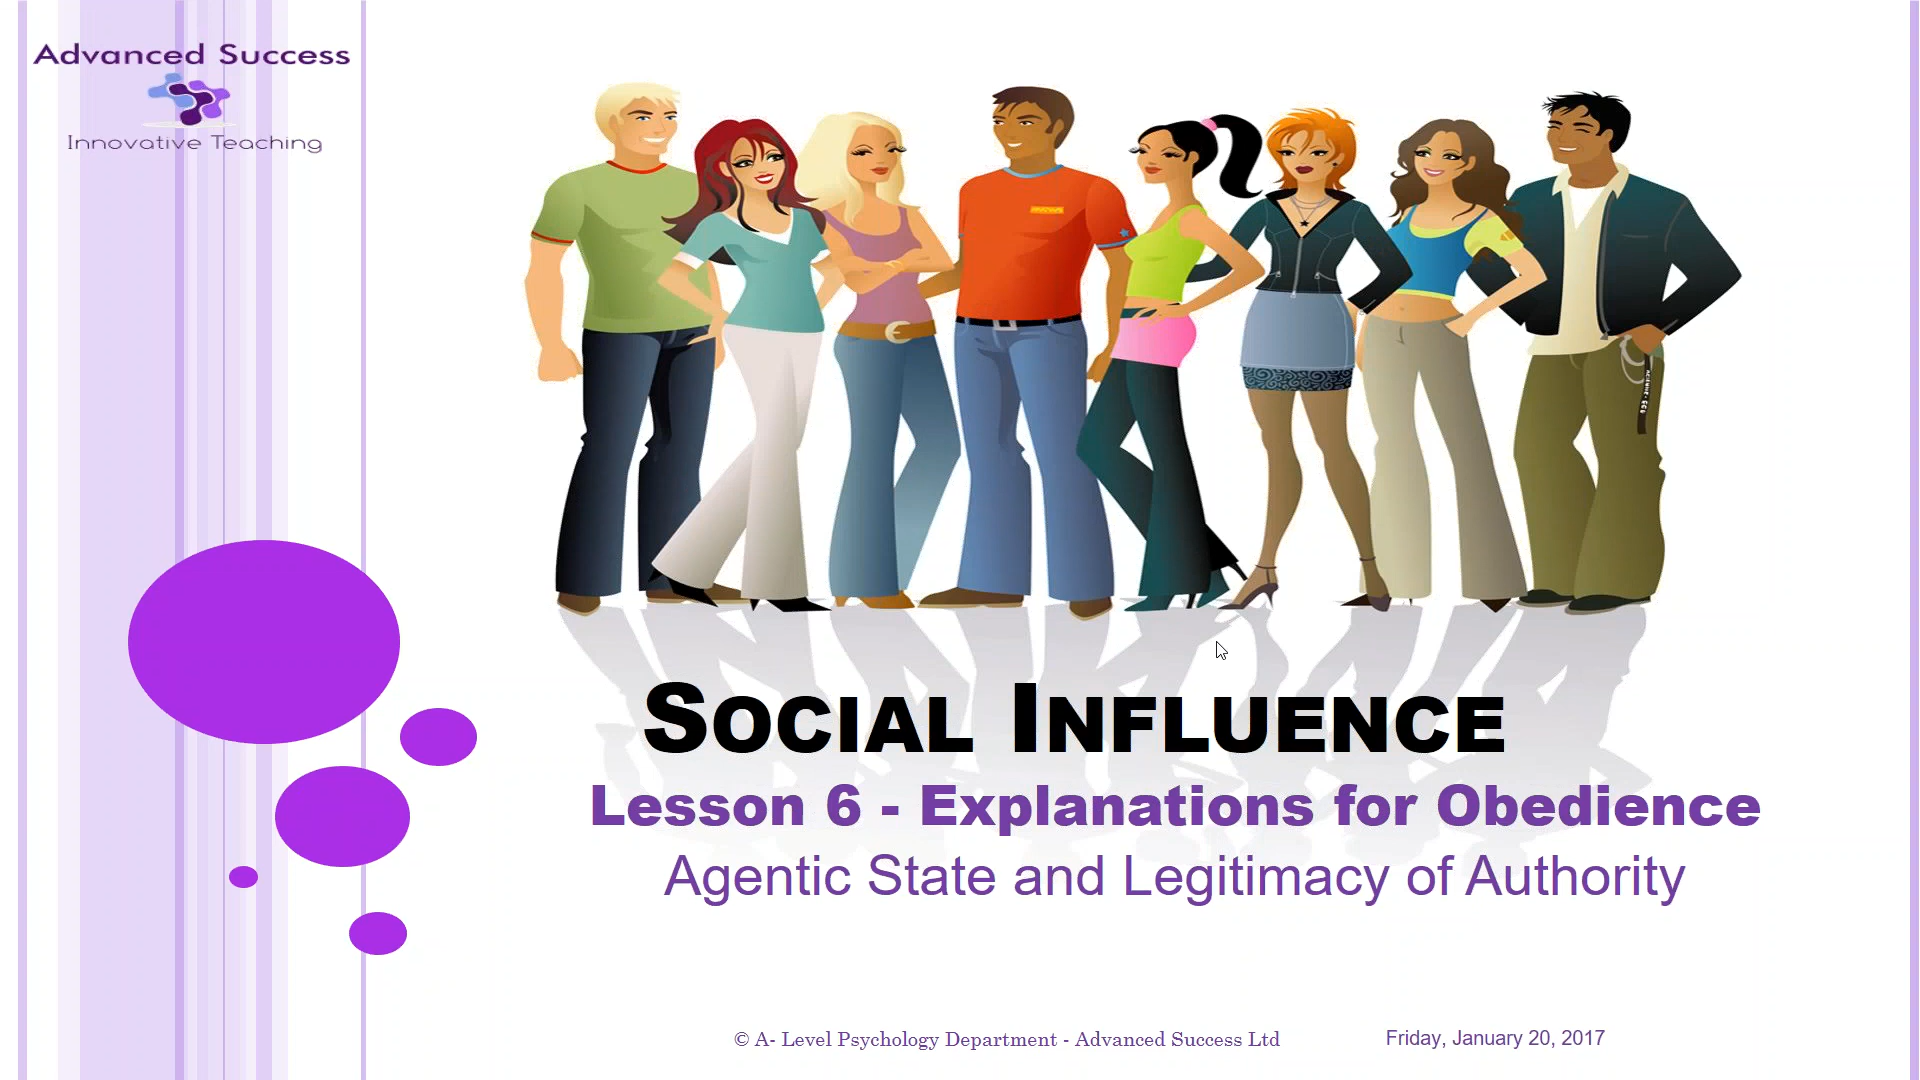 Advanced Success
Innovative Teaching
SOCIAL INFLUENCE
Lesson 6 - Explanations for Obedience
Agentic State and Legitimacy of Authority
© A- Level Psychology Department - Advanced Success Ltd
Friday, January 20, 2017